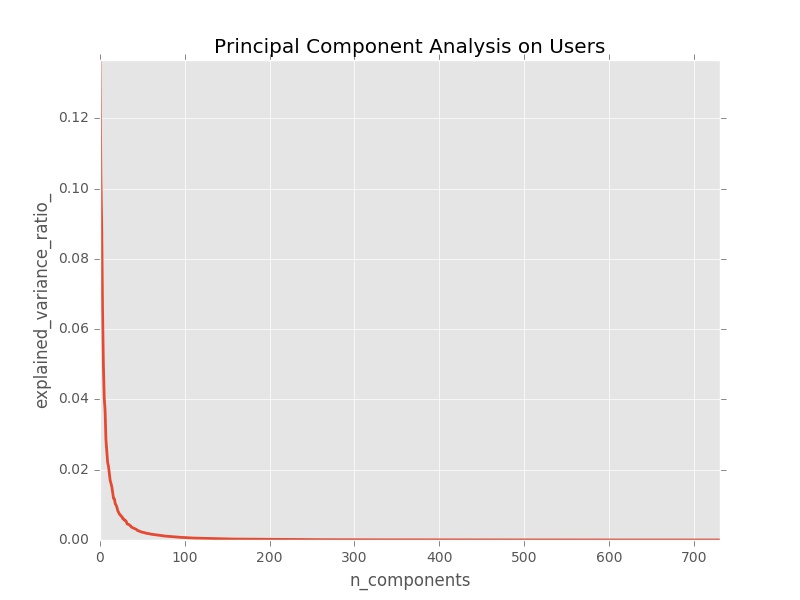 Principal Component Analysis on Users
explained_variance_ratio_
0.12
0.10
0.08
0.06
0.04
0.02
0.00
0 100 200 300 400 500 600 700
n_components